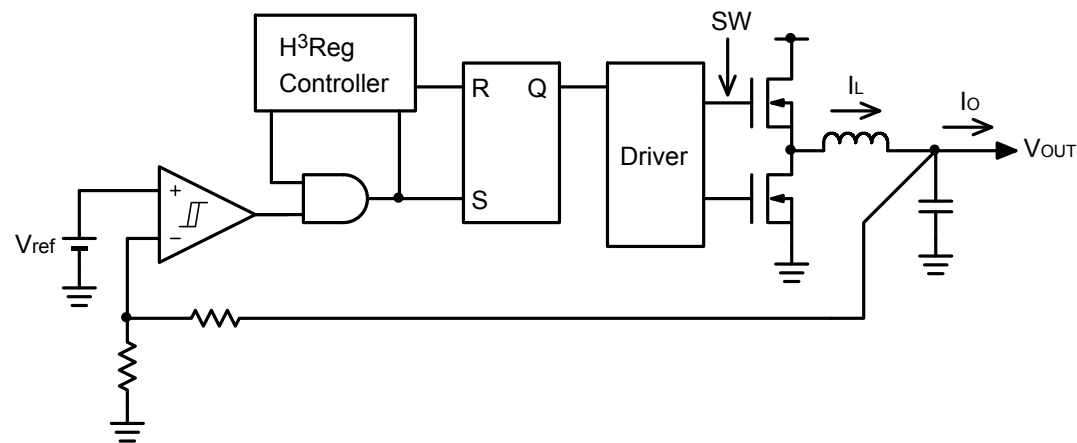 SW
H³Reg
Controller
R
Q
S
Driver
IL
IO
VOUT
+
−
Vref